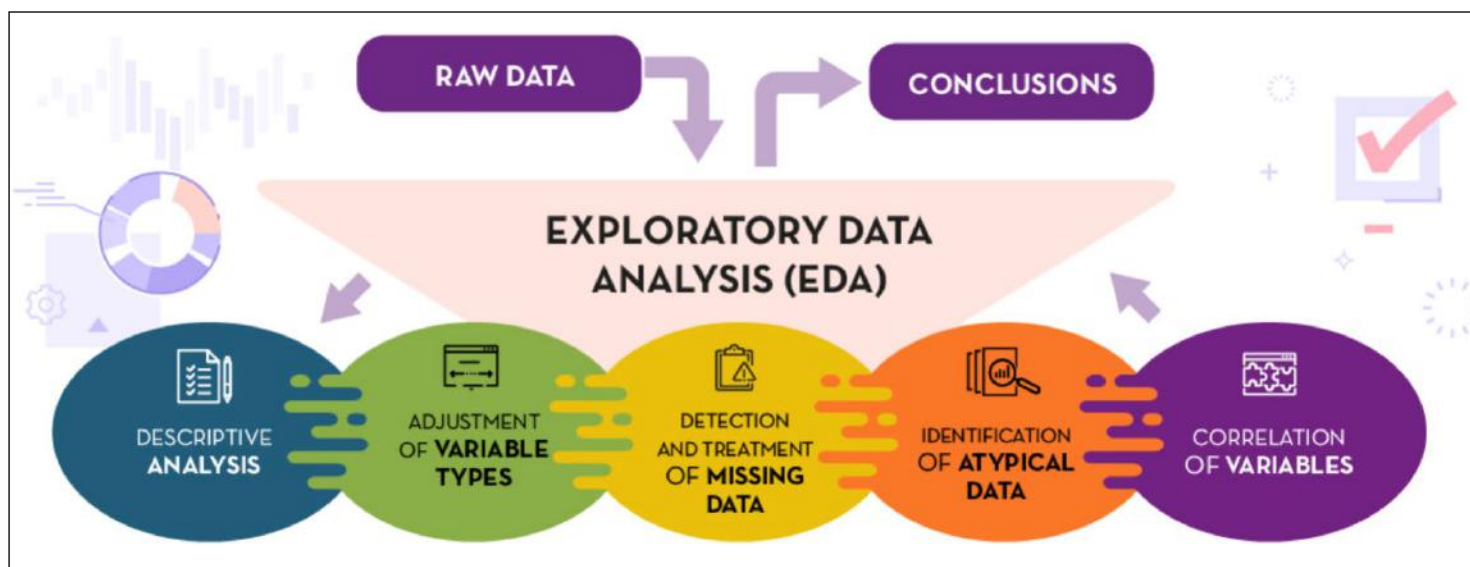 RAW DATA
CONCLUSIONS
EXPLORATORY DATA
ANALYSIS (EDA)
DESCRIPTIVE
ANALYSIS
ADJUSTMENT
OF VARIABLE
TYPES
DETECTION
AND TREATMENT
OF MISSING
DATA
IDENTIFICATION
OF ATYPICAL
DATA
CORRELATION
OF VARIABLES